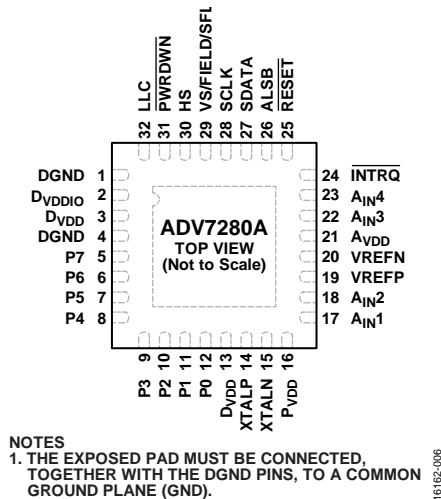 32 LLC
31 PWRDWN
30 HS
29 VS/FIELD/SFL
28 SCLK
27 SDATA
26 ALSB
25 RESET
DGND 1
DVDDIO 2
DVDD 3
DGND 4
P7 5
P6 6
P5 7
P4 8
ADV7280A
TOP VIEW
(Not to Scale)
24 INTRQ
23 AIN4
22 AIN3
21 AVDD
20 VREFN
19 VREFP
18 AIN2
17 AIN1
P3 9
P2 10
P1 11
P0 12
DVDD 13
XTALP 14
XTALN 15
PVDD 16
NOTES
1. THE EXPOSED PAD MUST BE CONNECTED,
TOGETHER WITH THE DGND PINS, TO A COMMON
GROUND PLANE (GND).
16162-006